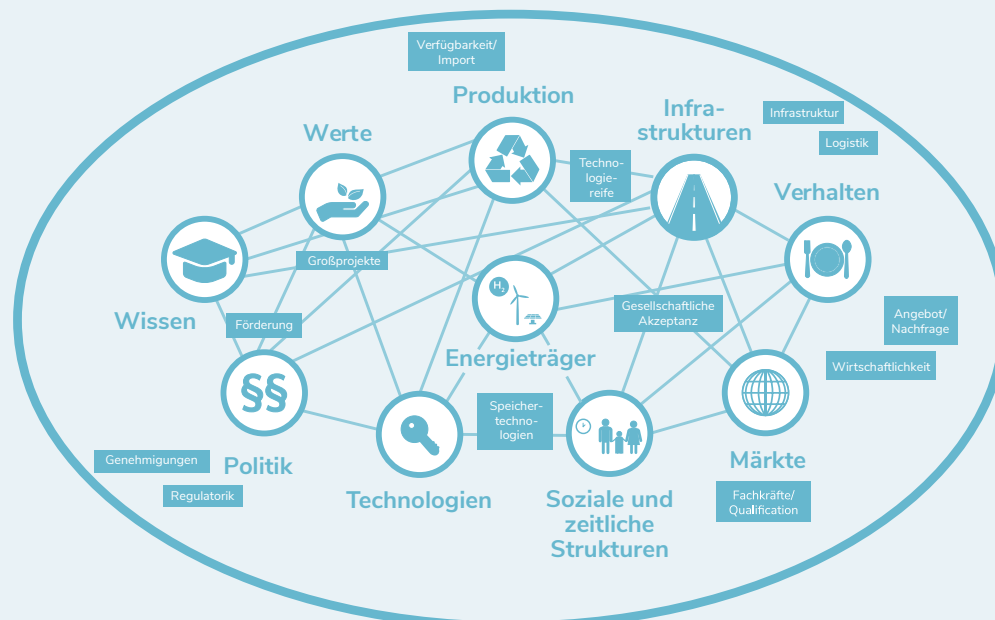 Verfügbarkeit/
Import
Produktion
Infra-
strukturen
Infrastruktur
Logistik
Werte
Techno-
logie-
reife
Verhalten
Großprojekte
H2
Wissen
Förderung
Gesellschaftliche
Akzeptanz
Angebot/
Nachfrage
Energieträger
Wirtschaftlichkeit
§§
Speicher-
techno-
logien
Genehmigungen
Politik
Regulatorik
Technologien
Soziale und
zeitliche
Strukturen
Märkte
Fachkräfte/
Qualification